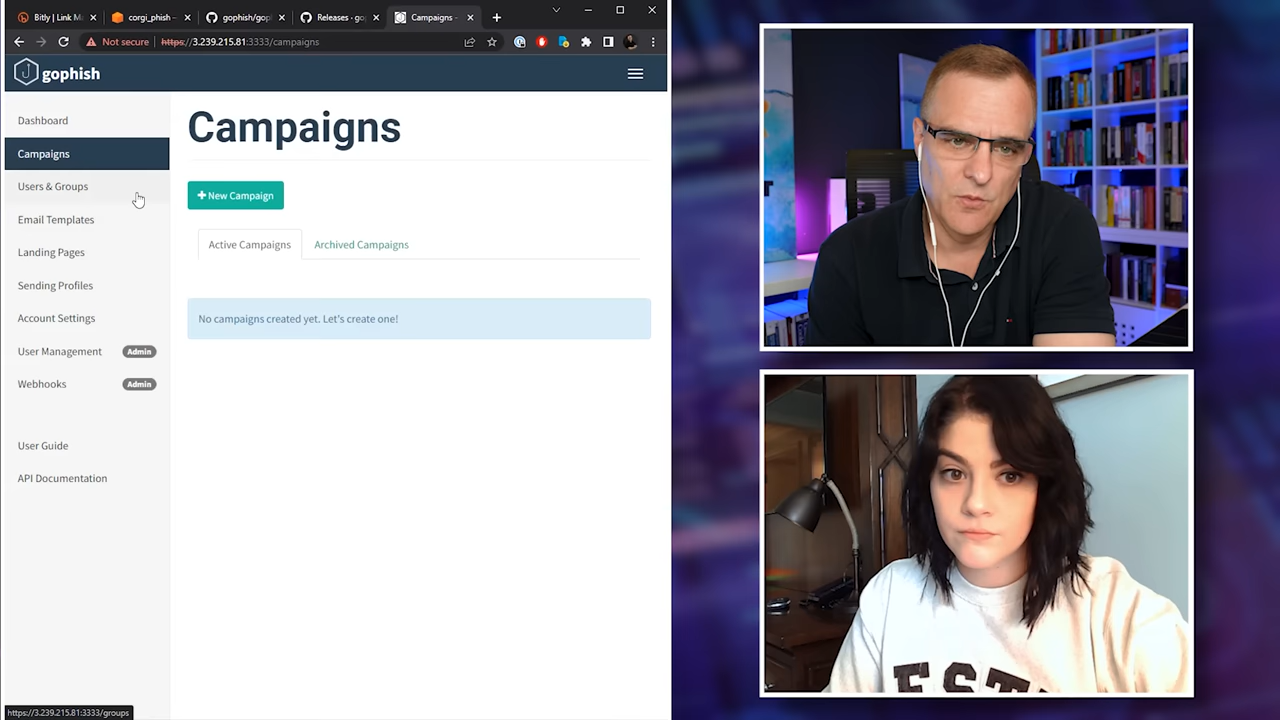 Bitly | Link M
corgi_phish –
gophish/gop
Releases · go
Campaigns -
Not secure
https://3.239.215.81:3333/campaigns
gophish
Dashboard
Campaigns
Users & Groups
Email Templates
Landing Pages
Sending Profiles
Account Settings
User Management Admin
Webhooks Admin
User Guide
API Documentation
Campaigns
+ New Campaign
Active Campaigns
Archived Campaigns
No campaigns created yet. Let's create one!
https://3.239.215.81:3333/groups